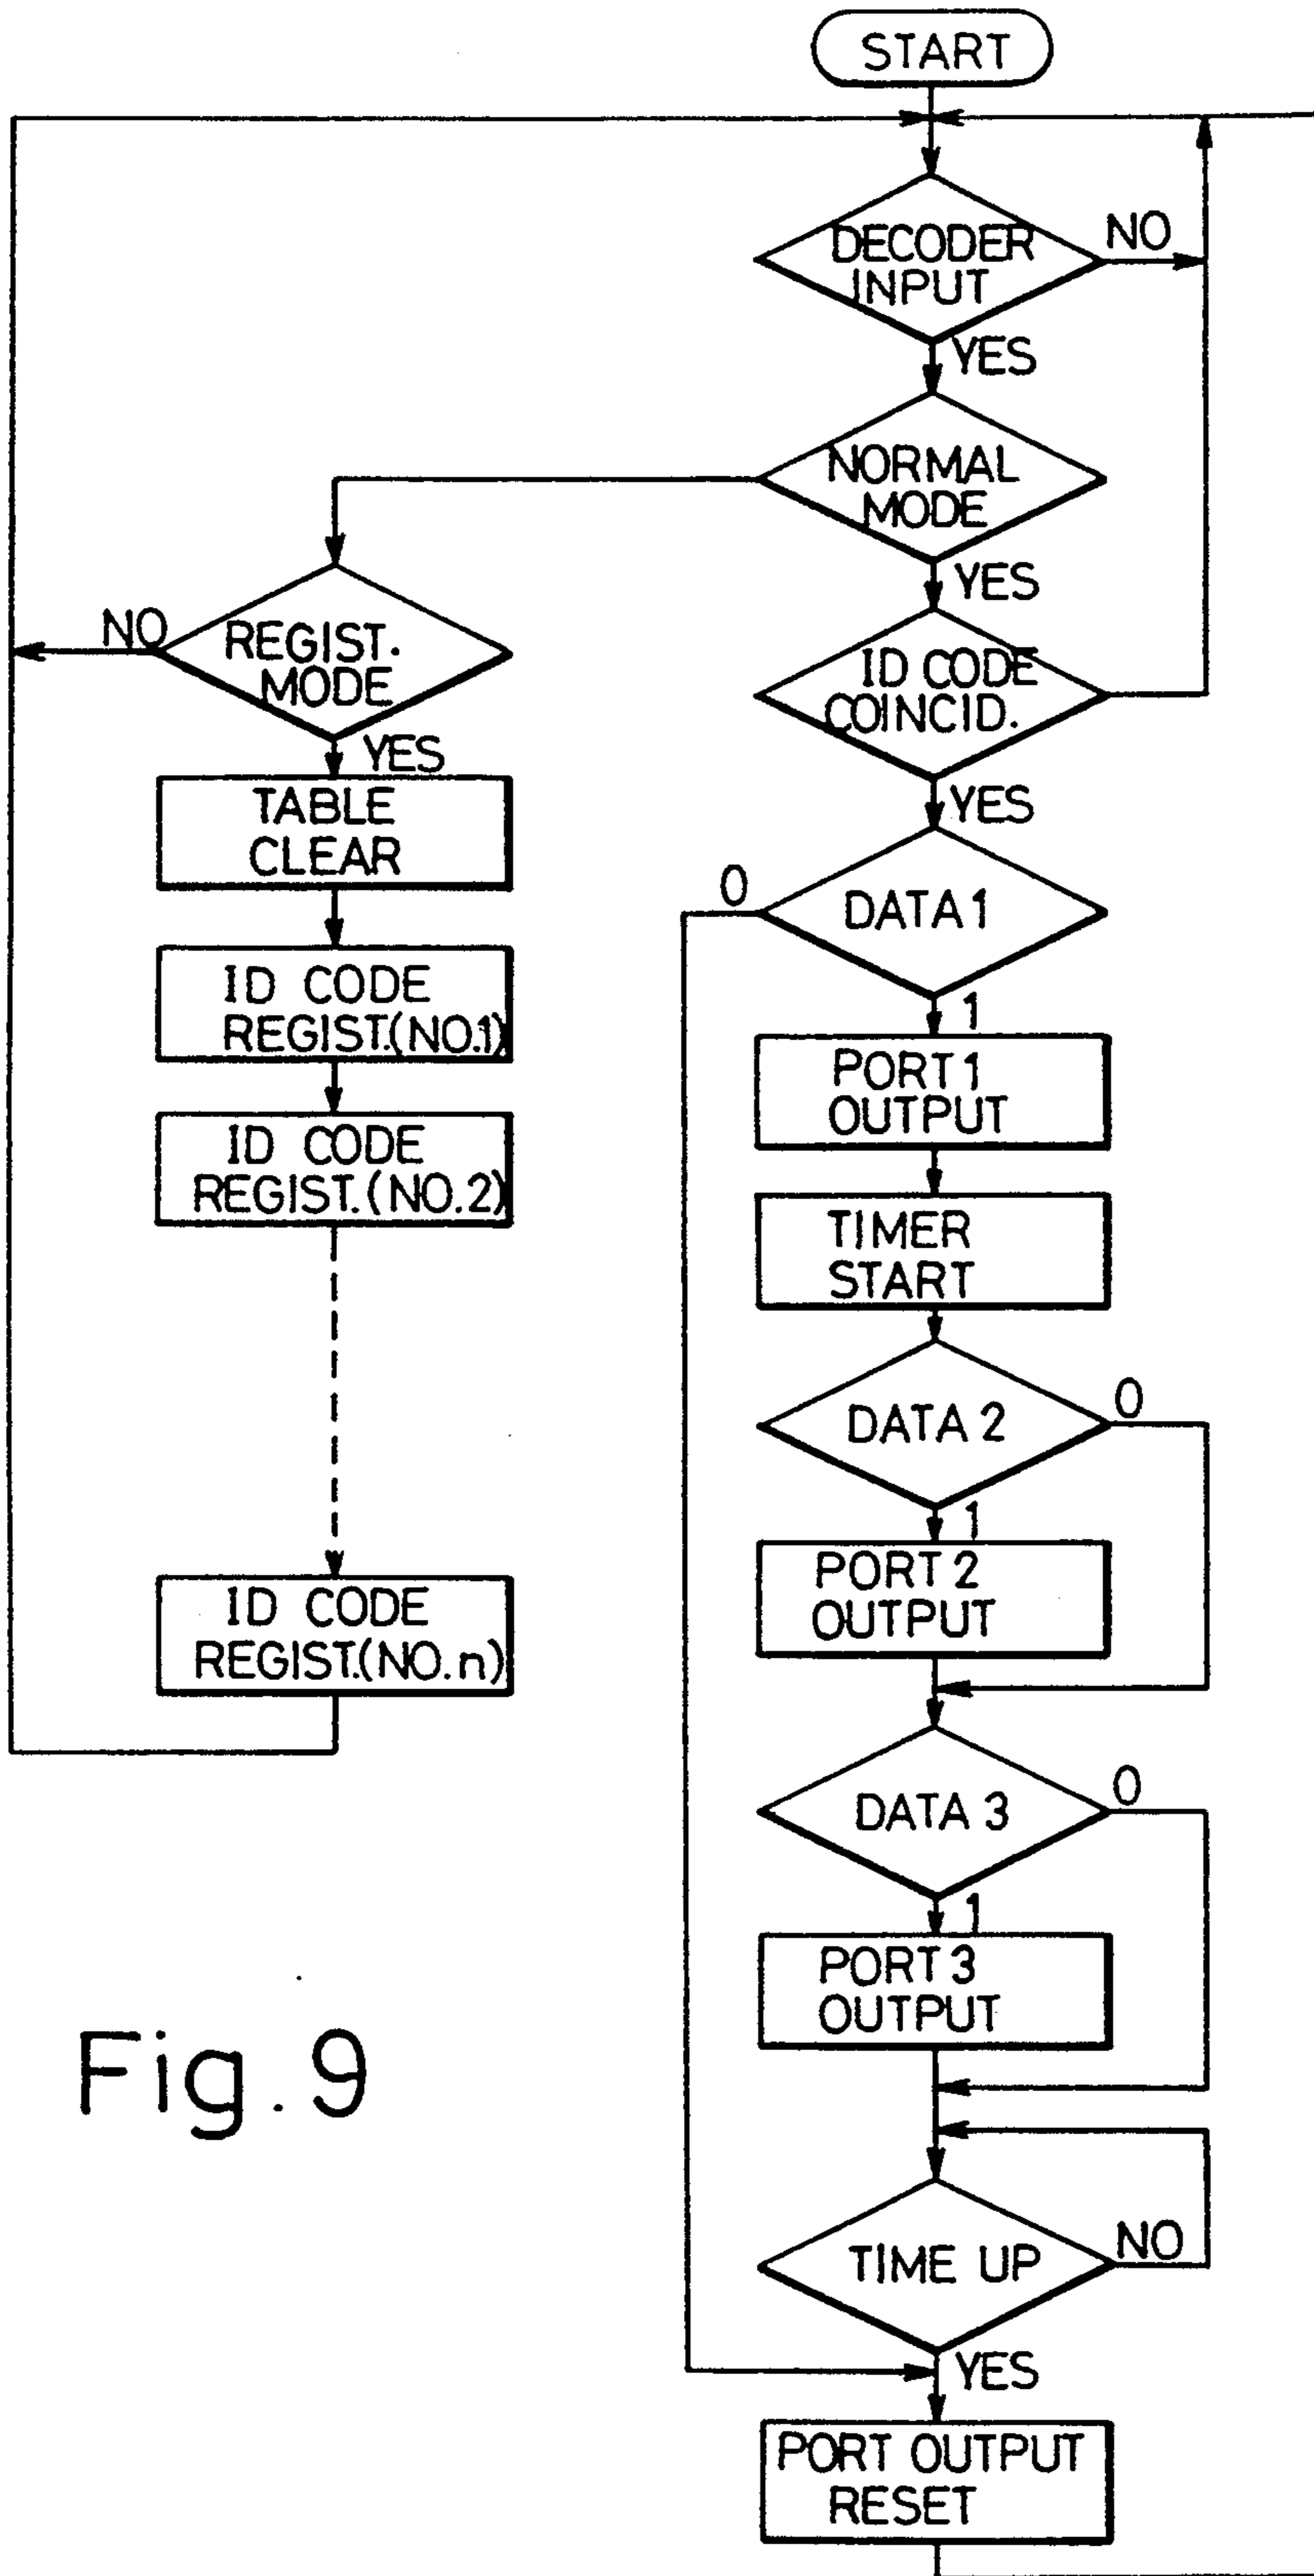 START
DECODER
INPUT
NO
YES
NORMAL
MODE
YES
NO
REGIST.
MODE
YES
ID CODE
COINCID.
YES
TABLE
CLEAR
ID CODE
REGIST.(NO.1)
ID CODE
REGIST.(NO.2)
ID CODE
REGIST.(NO.n)
0
DATA 1
1
PORT 1
OUTPUT
TIMER
START
DATA 2
0
1
PORT 2
OUTPUT
DATA 3
0
1
PORT 3
OUTPUT
TIME UP
NO
YES
PORT OUTPUT
RESET
Fig. 9